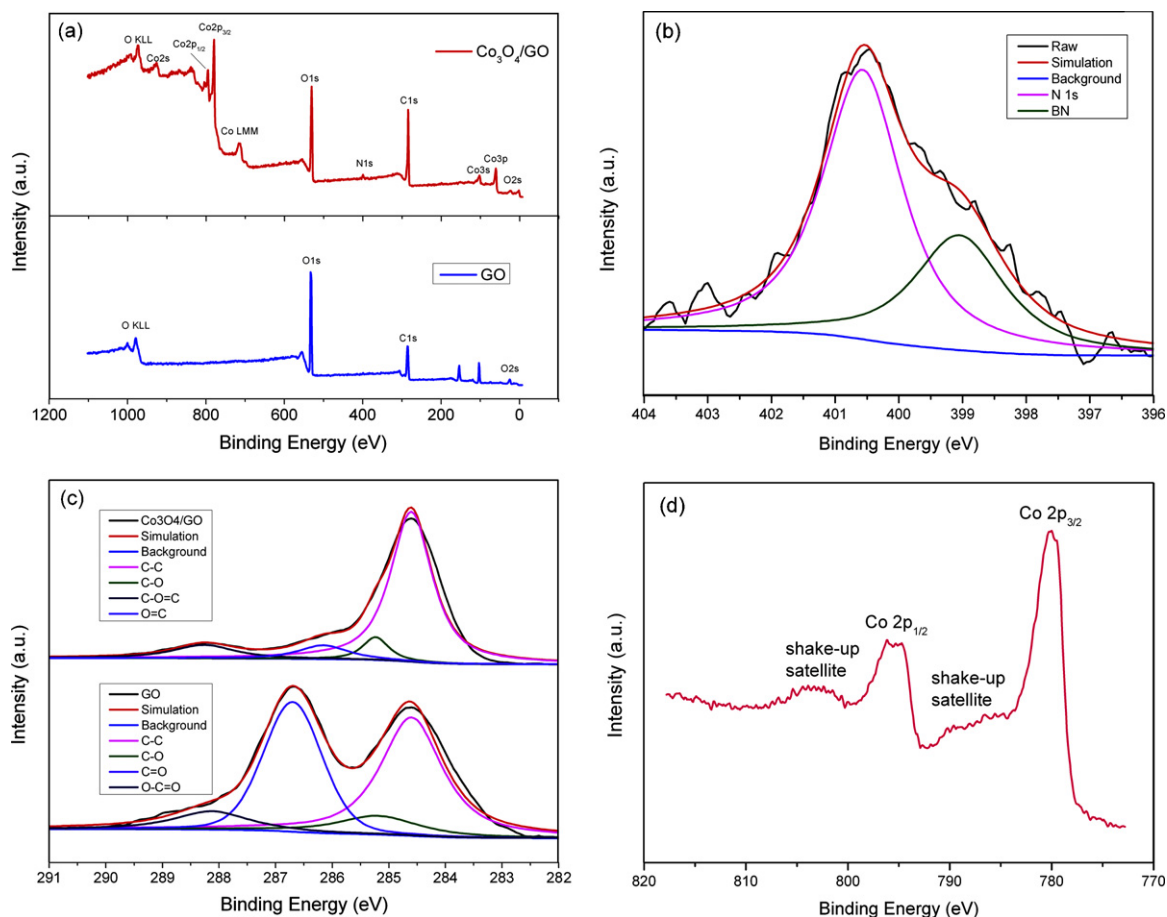 (a)
Co₃O₄/GO
O KLL
Co2s
Co2p₁/₂
Co2p₃/₂
Co LMM
O1s
N1s
C1s
Co3s
Co3p
O2s
GO
O KLL
O1s
C1s
O2s
Intensity (a.u.)
1200 1000 800 600 400 200 0
Binding Energy (eV)
(b)
Raw
Simulation
Background
N 1s
BN
Intensity (a.u.)
404 403 402 401 400 399 398 397 396
Binding Energy (eV)
(c)
Co3O4/GO
Simulation
Background
C-C
C-O
C-O=C
O=C
GO
Simulation
Background
C-C
C-O
C=O
O-C=O
Intensity (a.u.)
291 290 289 288 287 286 285 284 283 282
Binding Energy (eV)
(d)
Co 2p₃/₂
Co 2p₁/₂
shake-up
satellite
shake-up
satellite
Intensity (a.u.)
820 810 800 790 780 770
Binding Energy (eV)